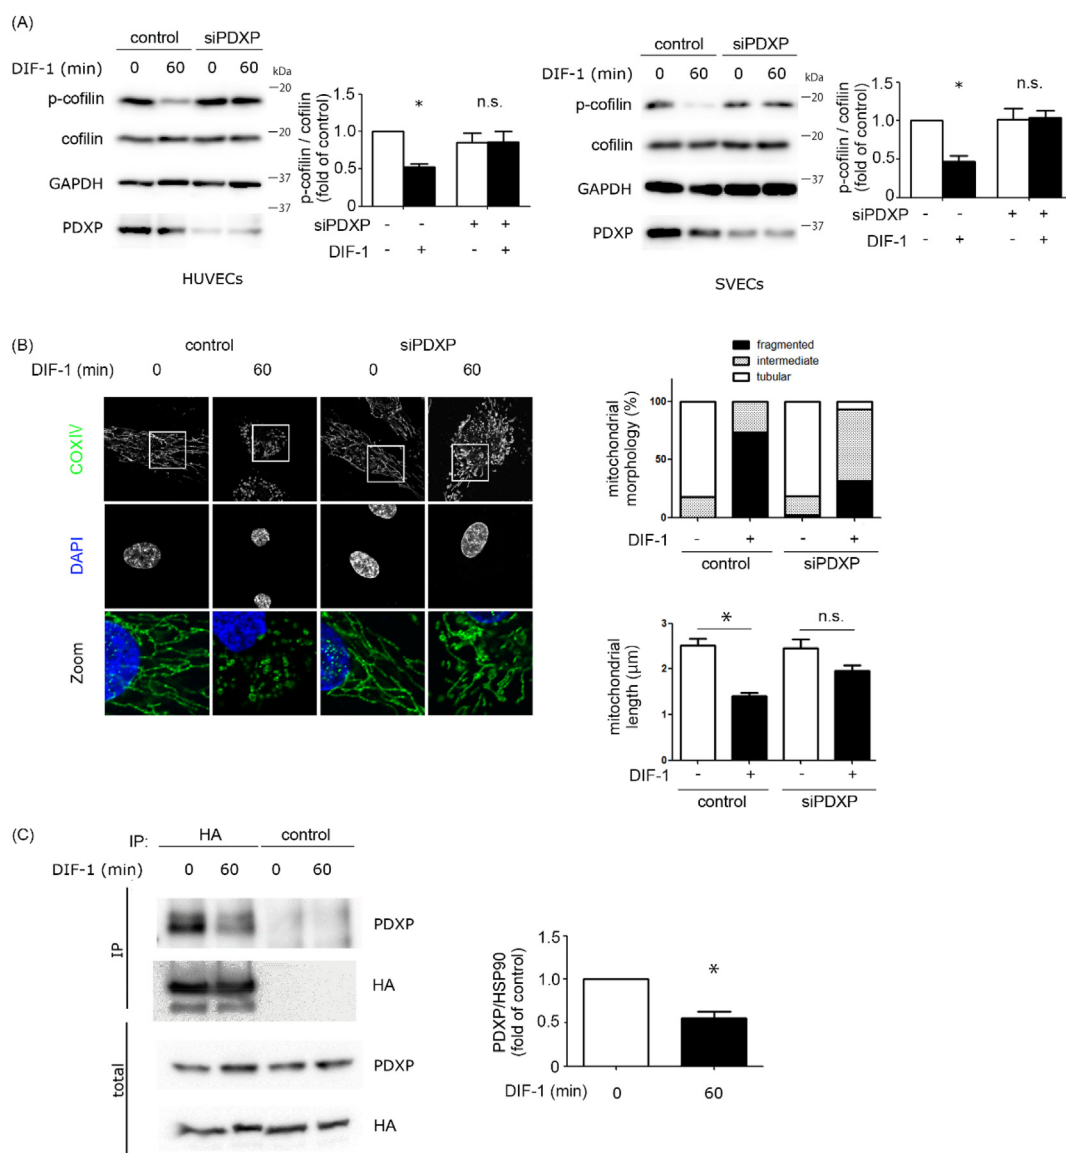 (A)
control siPDXP
DIF-1 (min) 0 60 0 60 kDa
p-cofilin
—20
cofilin
—20
GAPDH
—37
—37
PDXP
HUVECs
p-cofilin / cofilin
(fold of control)
1.5
1.0
0.5
0
*
n.s.
siPDXP - - + +
DIF-1 - + - +
control siPDXP
DIF-1 (min) 0 60 0 60 kDa
p-cofilin
—20
cofilin
—20
GAPDH
—37
PDXP
—37
SVECs
p-cofilin / cofilin
(fold of control)
1.5
1.0
0.5
0
*
n.s.
siPDXP - - + +
DIF-1 - + - +
(B)
control siPDXP
DIF-1 (min) 0 60 0 60
COXIV
DAPI
Zoom
fragmented
intermediate
tubular
mitochondrial
morphology (%)
100
50
0
DIF-1 - + - +
control siPDXP
mitochondrial
length (µm)
3
2
1
0
*
n.s.
DIF-1 - + - +
control siPDXP
(C)
IP: HA control
DIF-1 (min) 0 60 0 60
IP
PDXP
HA
total
PDXP
HA
PDXP/HSP90
(fold of control)
1.5
1.0
0.5
0
*
DIF-1 (min) 0 60